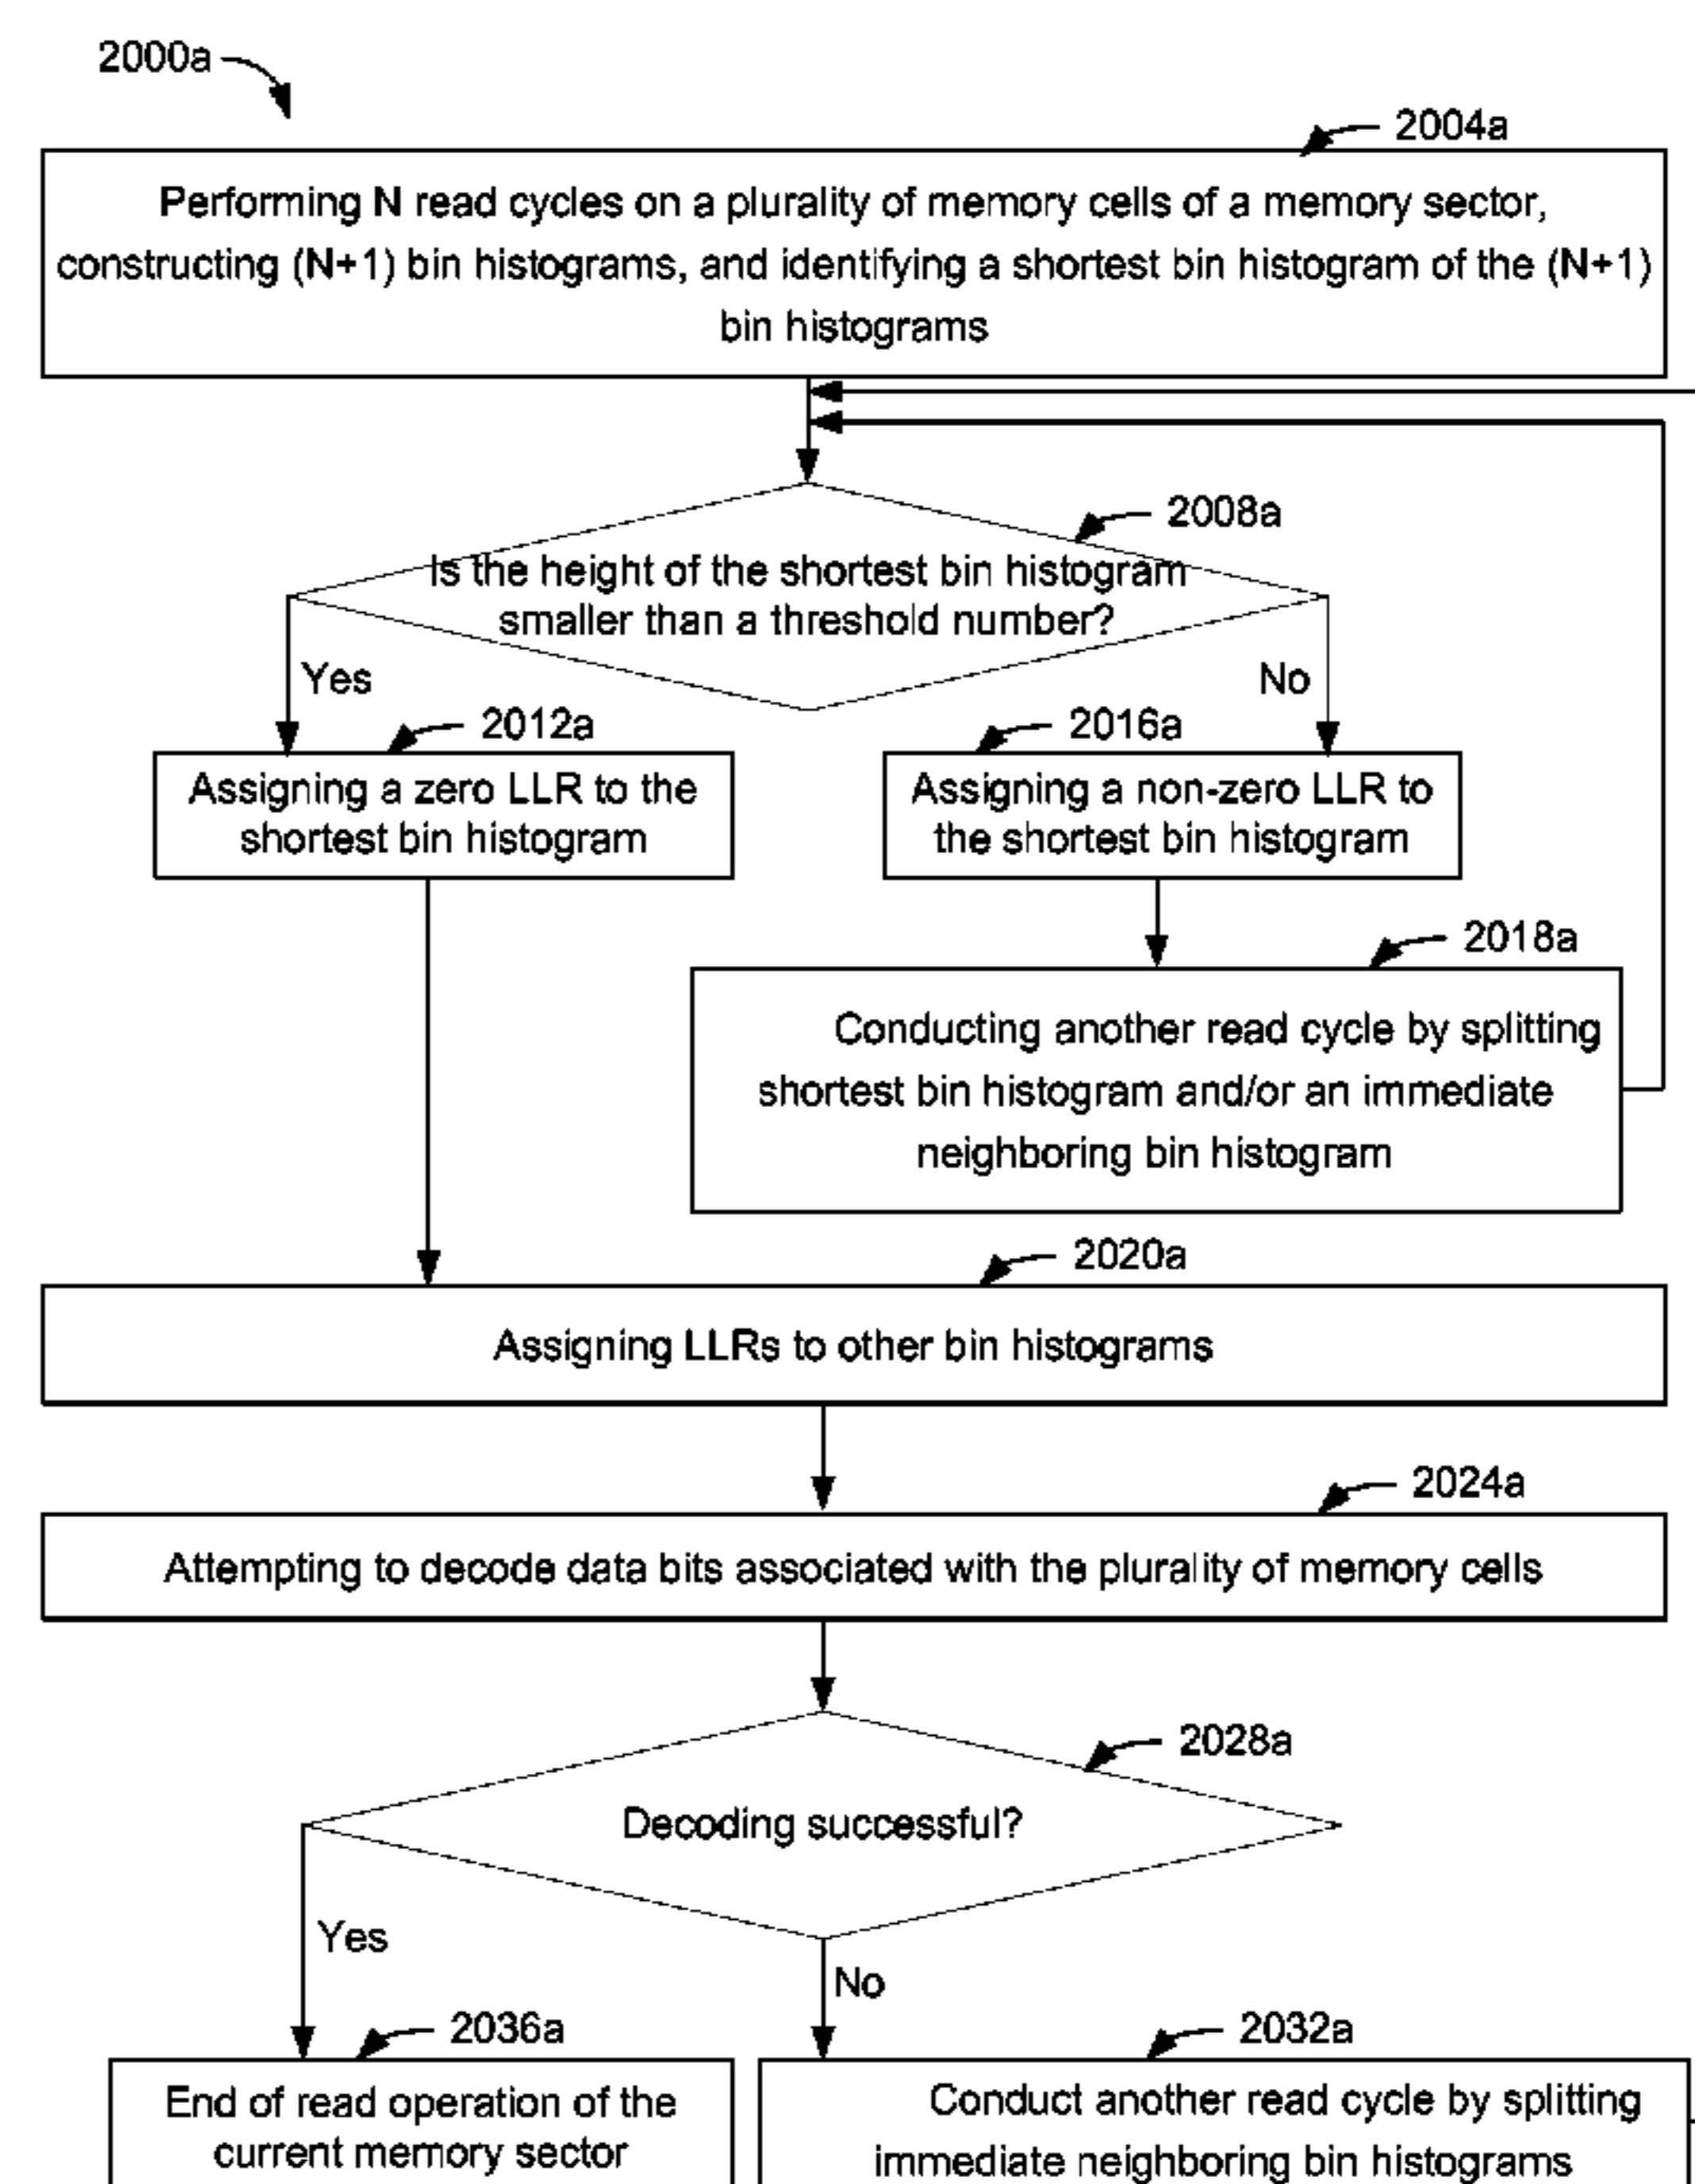 2000a
2004a
Performing N read cycles on a plurality of memory cells of a memory sector,
constructing (N+1) bin histograms, and identifying a shortest bin histogram of the (N+1)
bin histograms
2008a
Is the height of the shortest bin histogram
smaller than a threshold number?
Yes
No
2012a
2016a
Assigning a zero LLR to the
shortest bin histogram
Assigning a non-zero LLR to
the shortest bin histogram
2018a
Conducting another read cycle by splitting
shortest bin histogram and/or an immediate
neighboring bin histogram
2020a
Assigning LLRs to other bin histograms
2024a
Attempting to decode data bits associated with the plurality of memory cells
2028a
Decoding successful?
Yes
No
2036a
2032a
End of read operation of the
current memory sector
Conduct another read cycle by splitting
immediate neighboring bin histograms